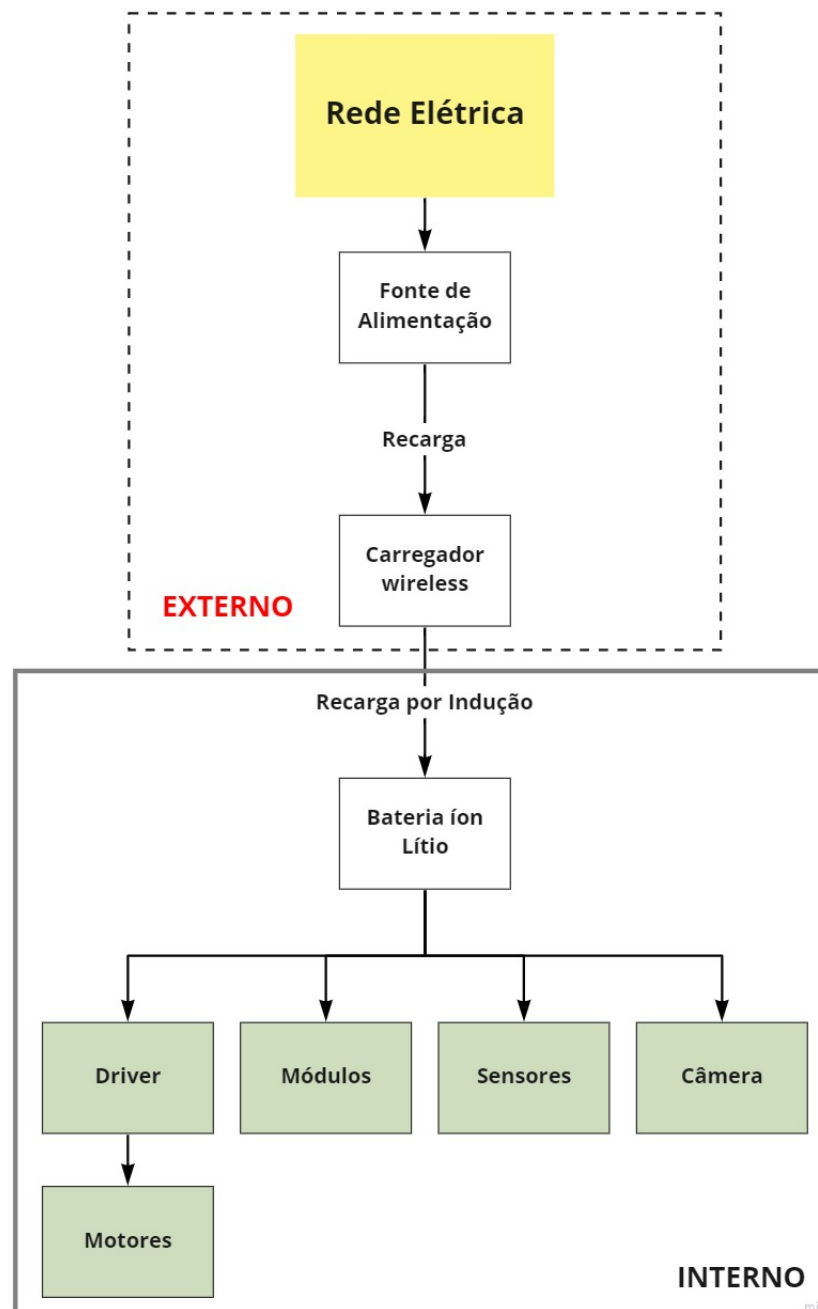 Rede Elétrica
Fonte de
Alimentação
Recarga
Carregador
wireless
EXTERNO
Recarga por Indução
Bateria íon
Lítio
Driver
Módulos
Sensores
Câmera
Motores
INTERNO